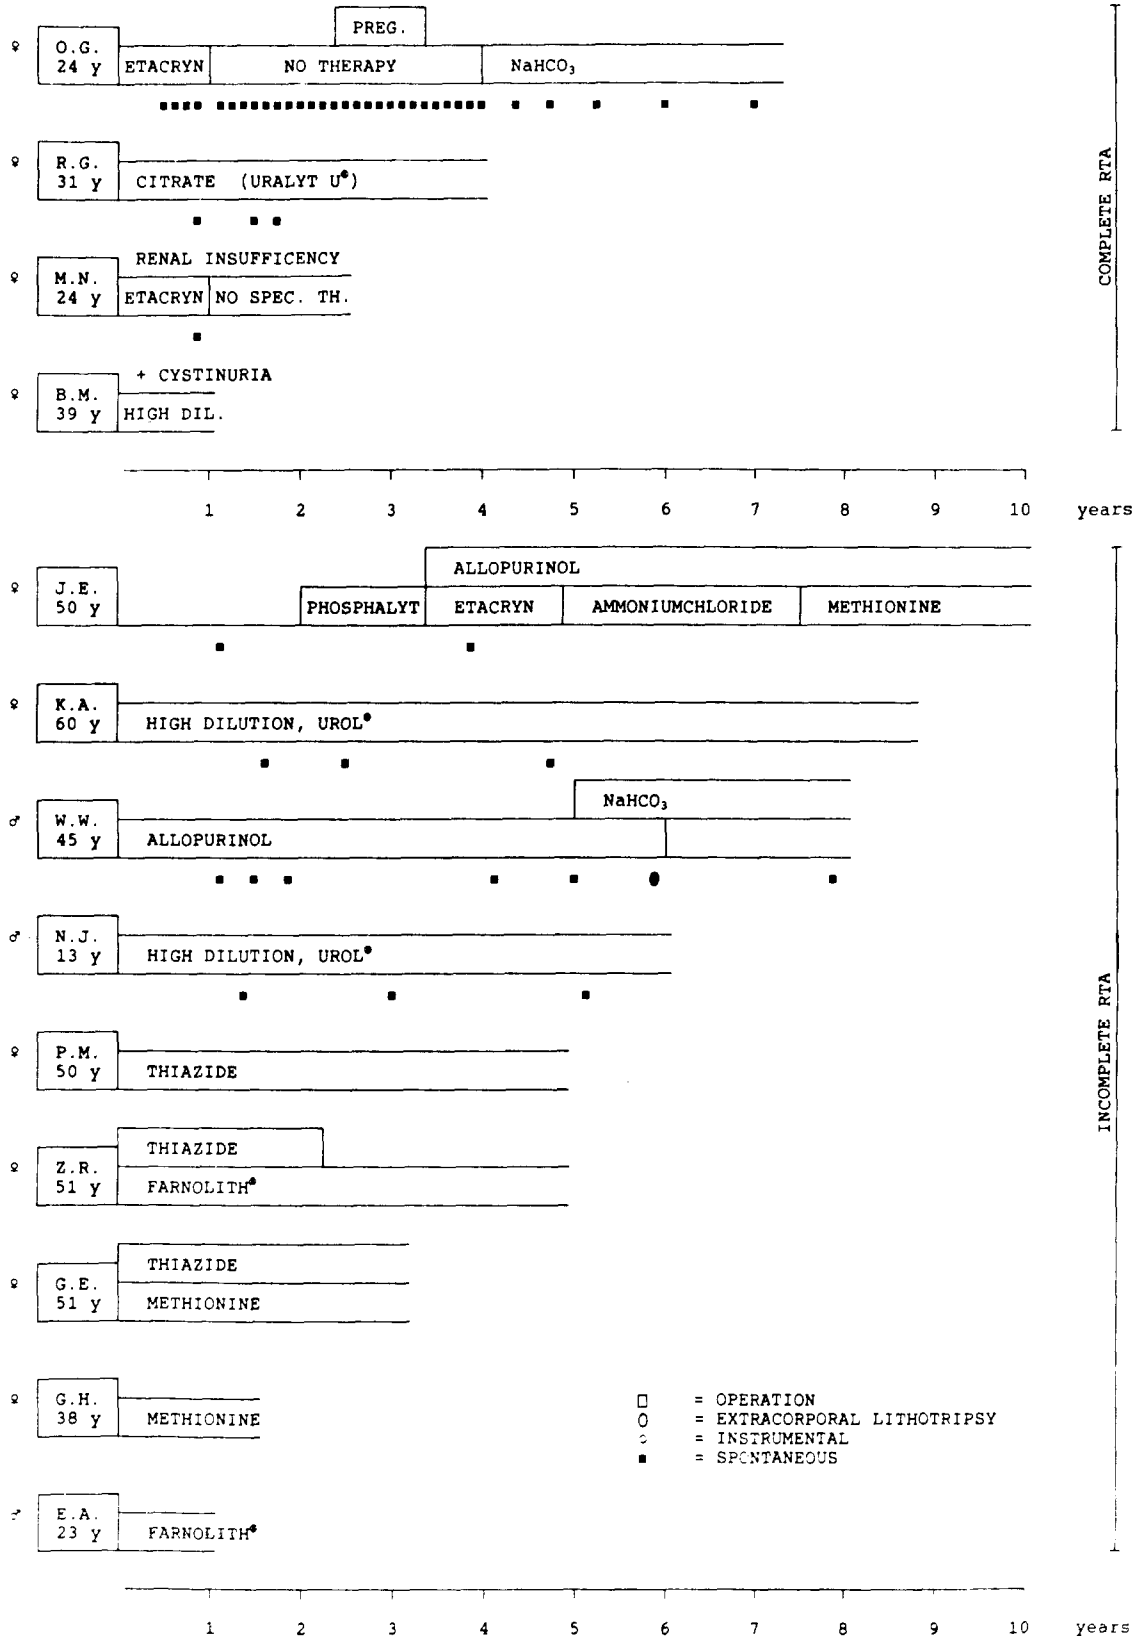 PREG.
♀ O.G.
24 y ETACRYN NO THERAPY NaHCO₃
♀ R.G.
31 y CITRATE (URALYT U®)
RENAL INSUFFICENCY
♀ M.N.
24 y ETACRYN NO SPEC. TH.
+ CYSTINURIA
♀ B.M.
39 y HIGH DIL.
COMPLETE RTA
1 2 3 4 5 6 7 8 9 10 years
ALLOPURINOL
♀ J.E.
50 y PHOSPHALYT ETACRYN AMMONIUMCHLORIDE METHIONINE
♀ K.A.
60 y HIGH DILUTION, UROL®
NaHCO₃
♂ W.W.
45 y ALLOPURINOL
♂ N.J.
13 y HIGH DILUTION, UROL®
♀ P.M.
50 y THIAZIDE
THIAZIDE
♀ Z.R.
51 y FARNOLITH®
THIAZIDE
♀ G.E.
51 y METHIONINE
♀ G.H.
38 y METHIONINE
♂ E.A.
23 y FARNOLITH®
INCOMPLETE RTA
= OPERATION
= EXTRACORPORAL LITHOTRIPSY
= INSTRUMENTAL
= SPONTANEOUS
1 2 3 4 5 6 7 8 9 10 years